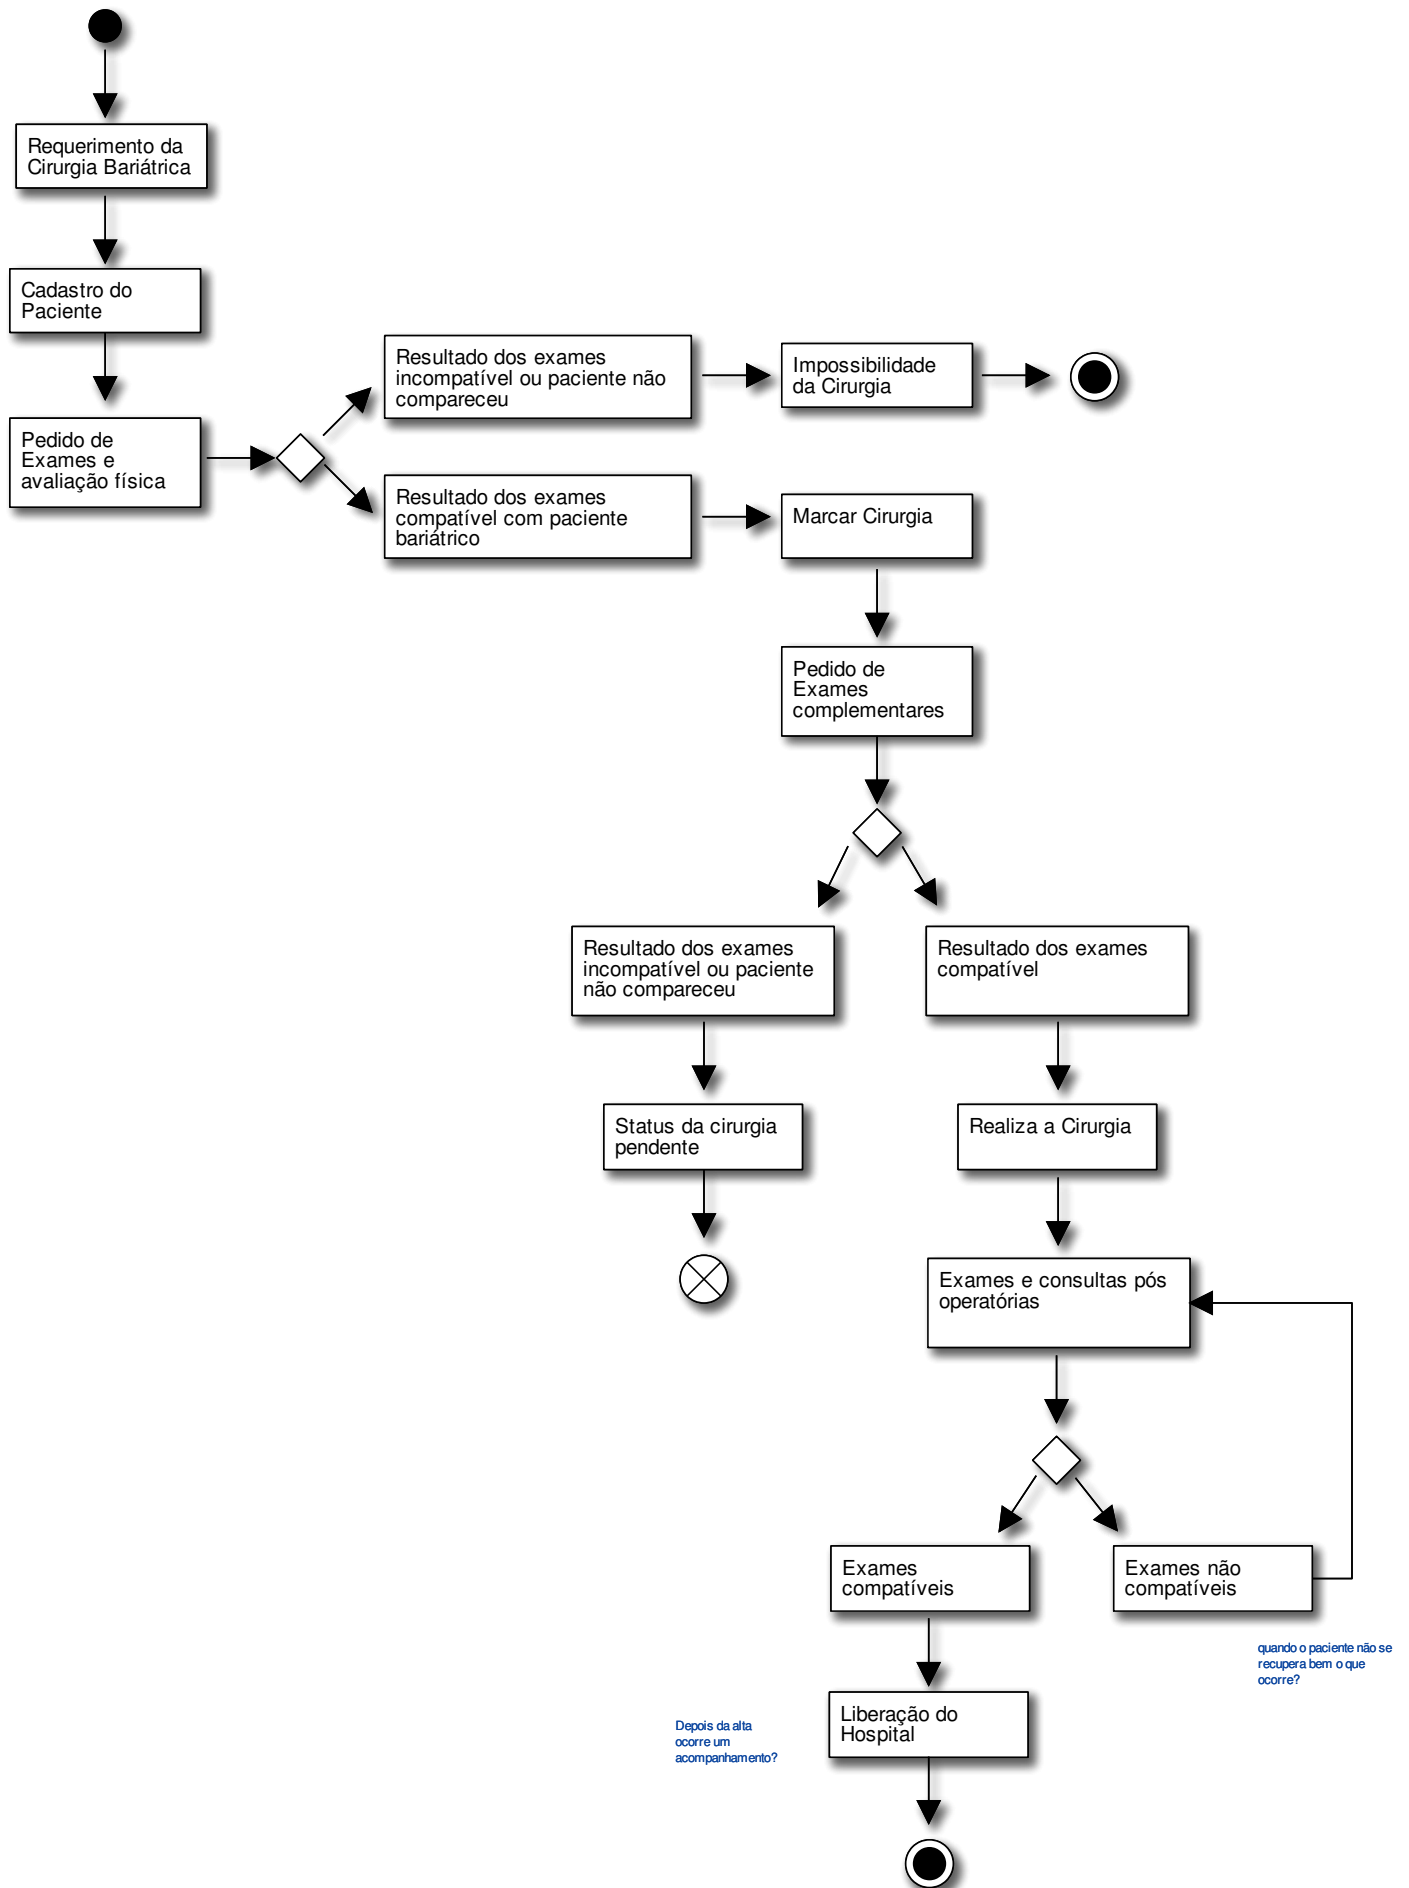 Requerimento da
Cirurgia Bariátrica
Cadastro do
Paciente
Pedido de
Exames e
avaliação física
Resultado dos exames
incompatível ou paciente não
compareceu
Impossibilidade
da Cirurgia
Resultado dos exames
compatível com paciente
bariátrico
Marcar Cirurgia
Pedido de
Exames
complementares
Resultado dos exames
incompatível ou paciente
não compareceu
Resultado dos exames
compatível
Status da cirurgia
pendente
Realiza a Cirurgia
Exames e consultas pós
operatórias
Exames
compatíveis
Exames não
compatíveis
quando o paciente não se
recupera bem o que
ocorre?
Liberação do
Hospital
Depois da alta
ocorre um
acompanhamento?